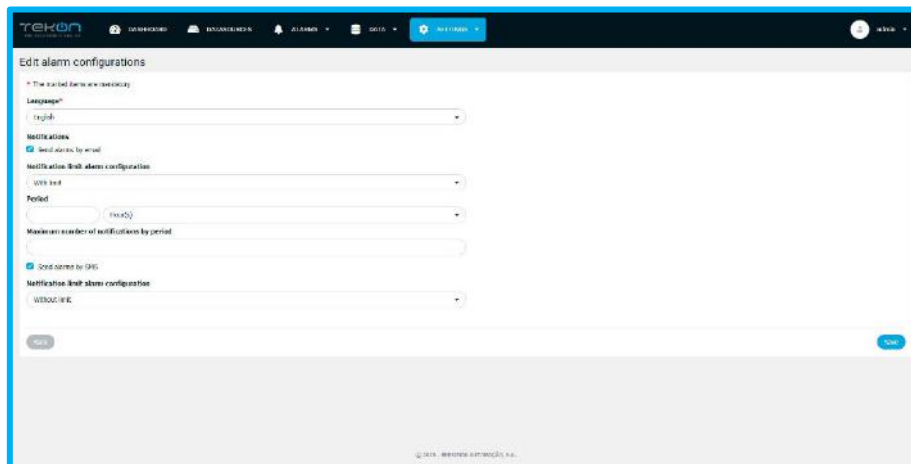 TEKON
DASHBOARD DATASOURCES ALARMS DATA SETTINGS admin
Edit alarm configurations
* The marked items are mandatory
Language*
English
Notifications
Send alarms by email
Notification limit alarm configuration
With limit
Period
Hour(s)
Maximum number of notifications by period
Send alarms by SMS
Notification limit alarm configuration
Without limit
Back Save